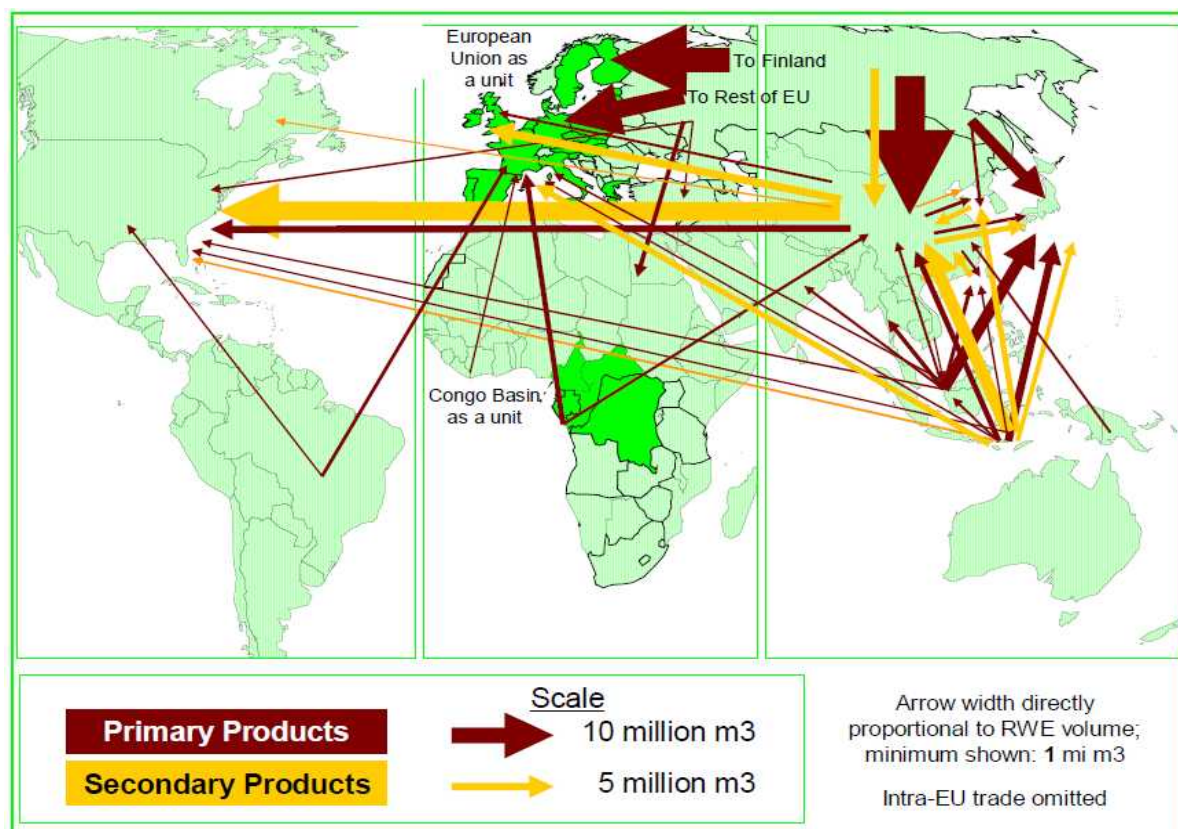 European
Union as
a unit
To Finland
To Rest of EU
Congo Basin
as a unit
Scale
Primary Products
10 million m3
Secondary Products
5 million m3
Arrow width directly
proportional to RWE volume;
minimum shown: 1 mi m3
Intra-EU trade omitted